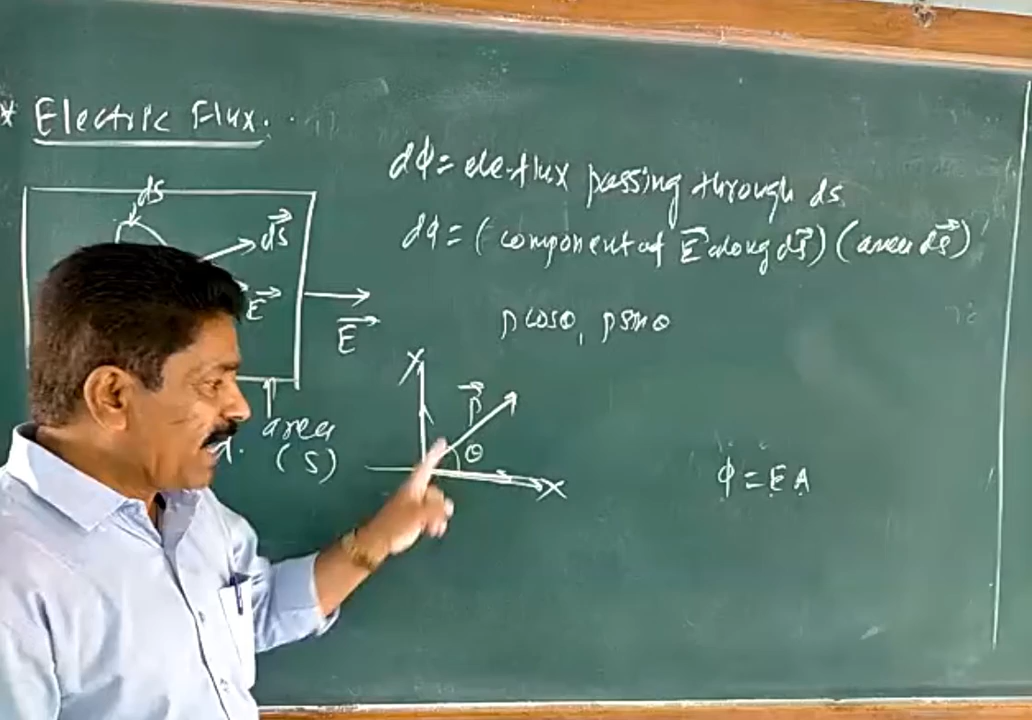 * Electric Flux.
dϕ = ele. flux passing through ds
dϕ = (component of E⃗ along ds⃗) (area ds⃗)
ds
ds⃗
E⃗
E⃗
area
(S)
p cosθ, p sinθ
X
p⃗
θ
X
ϕ = E A